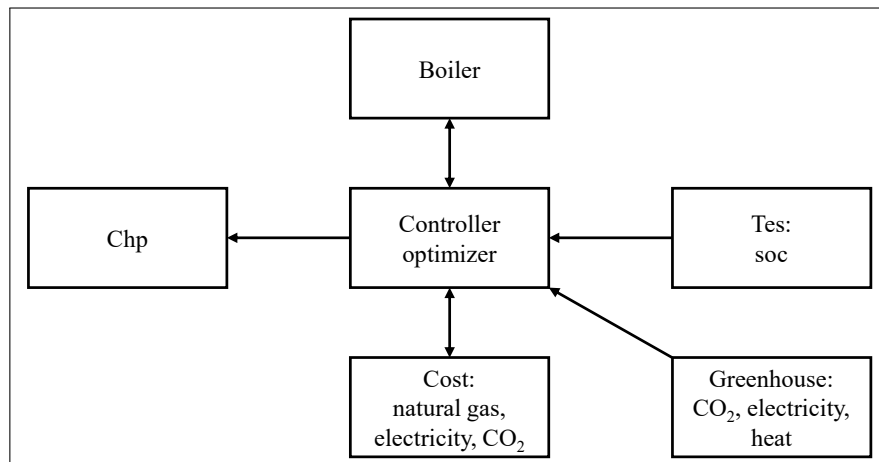 Boiler
Chp
Controller
optimizer
Tes:
soc
Cost:
natural gas,
electricity, CO₂
Greenhouse:
CO₂, electricity,
heat